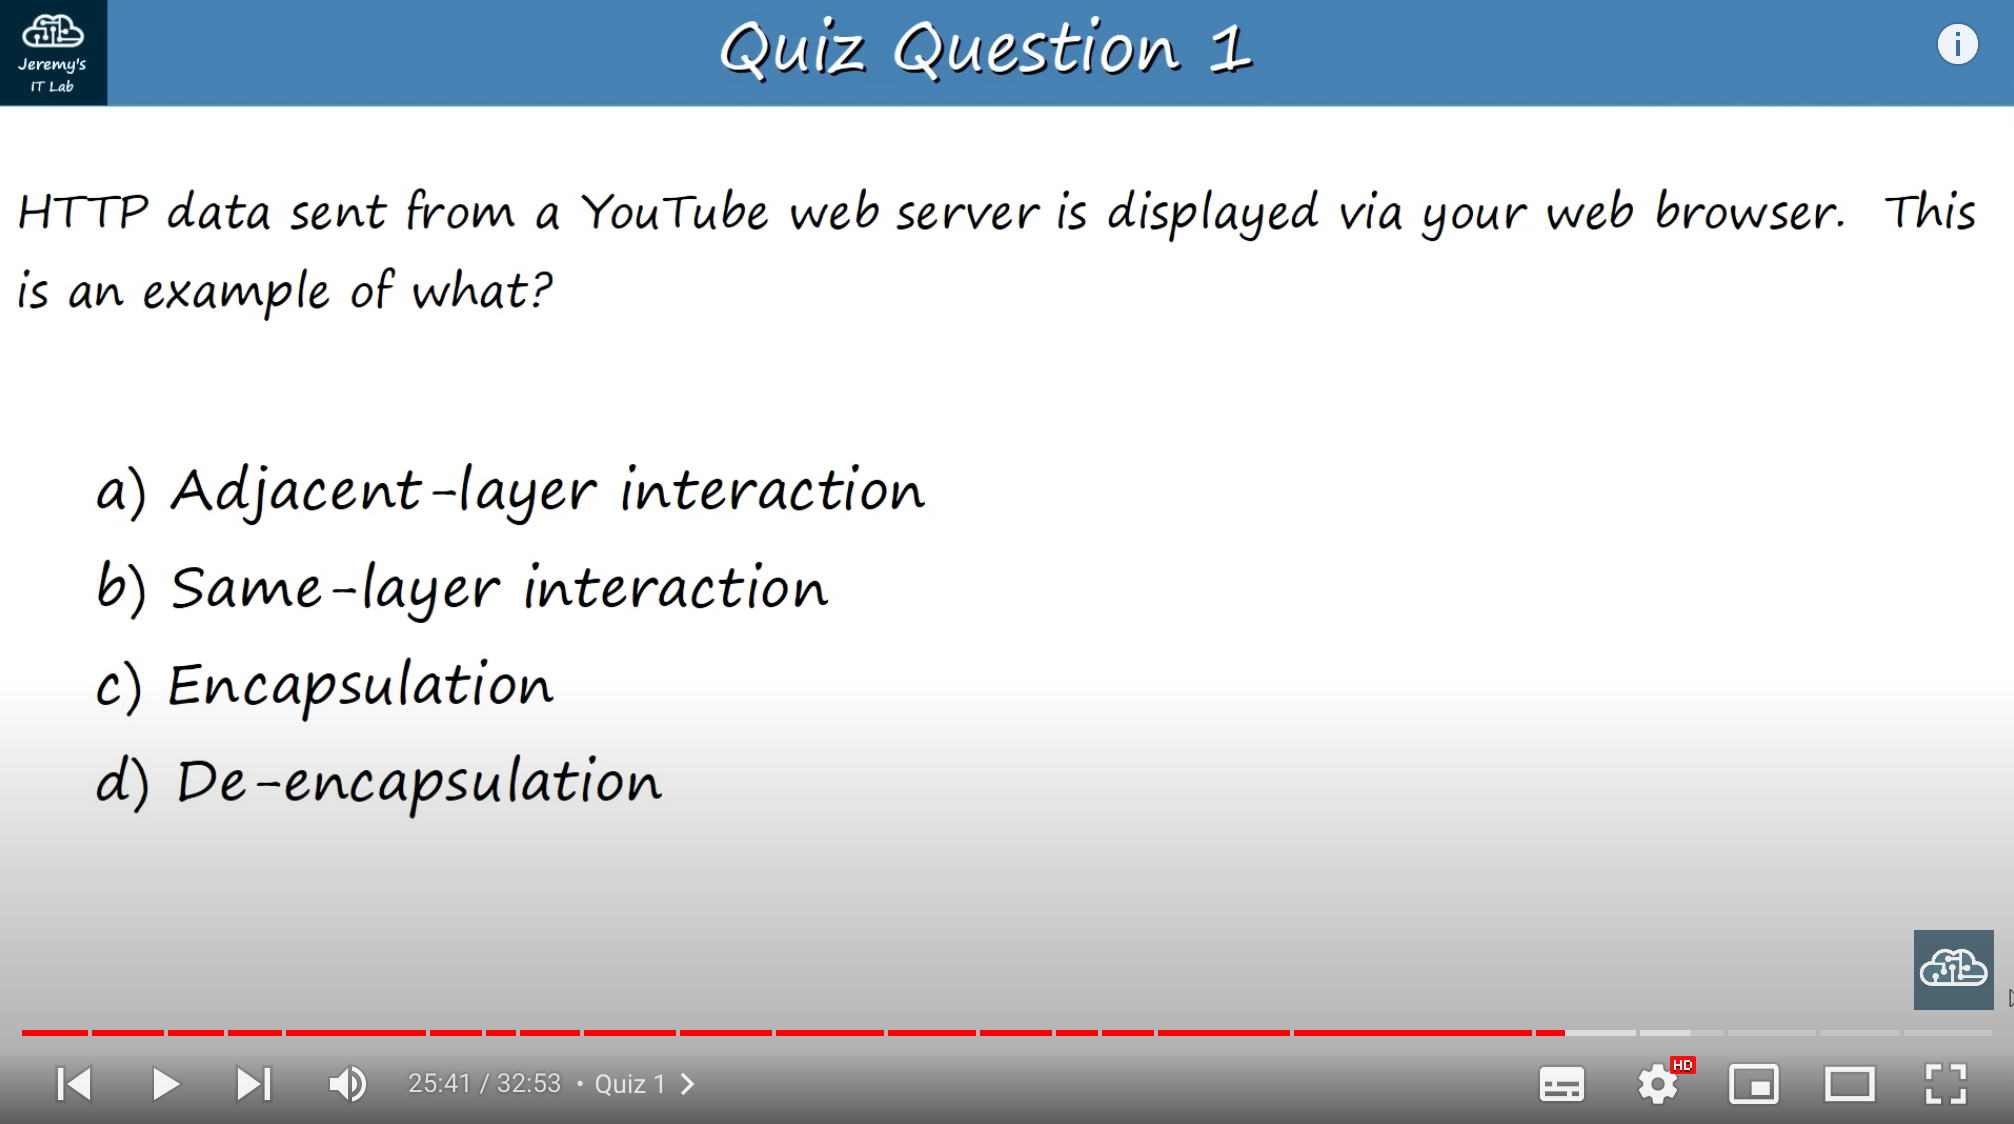 Jeremy's
IT Lab
Quiz Question 1
HTTP data sent from a YouTube web server is displayed via your web browser. This
is an example of what?
a) Adjacent-layer interaction
b) Same-layer interaction
c) Encapsulation
d) De-encapsulation
25:41 / 32:53 • Quiz 1
HD